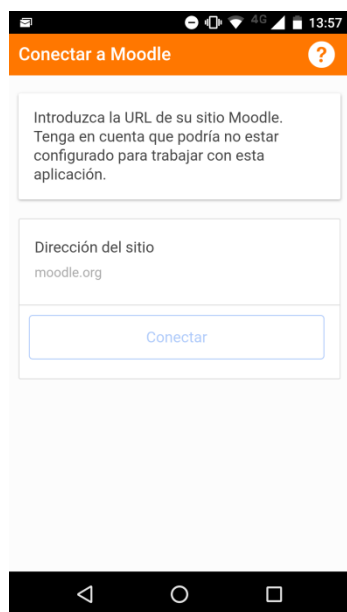 4G 13:57
Conectar a Moodle ?
Introduzca la URL de su sitio Moodle.
Tenga en cuenta que podría no estar
configurado para trabajar con esta
aplicación.
Dirección del sitio
moodle.org
Conectar